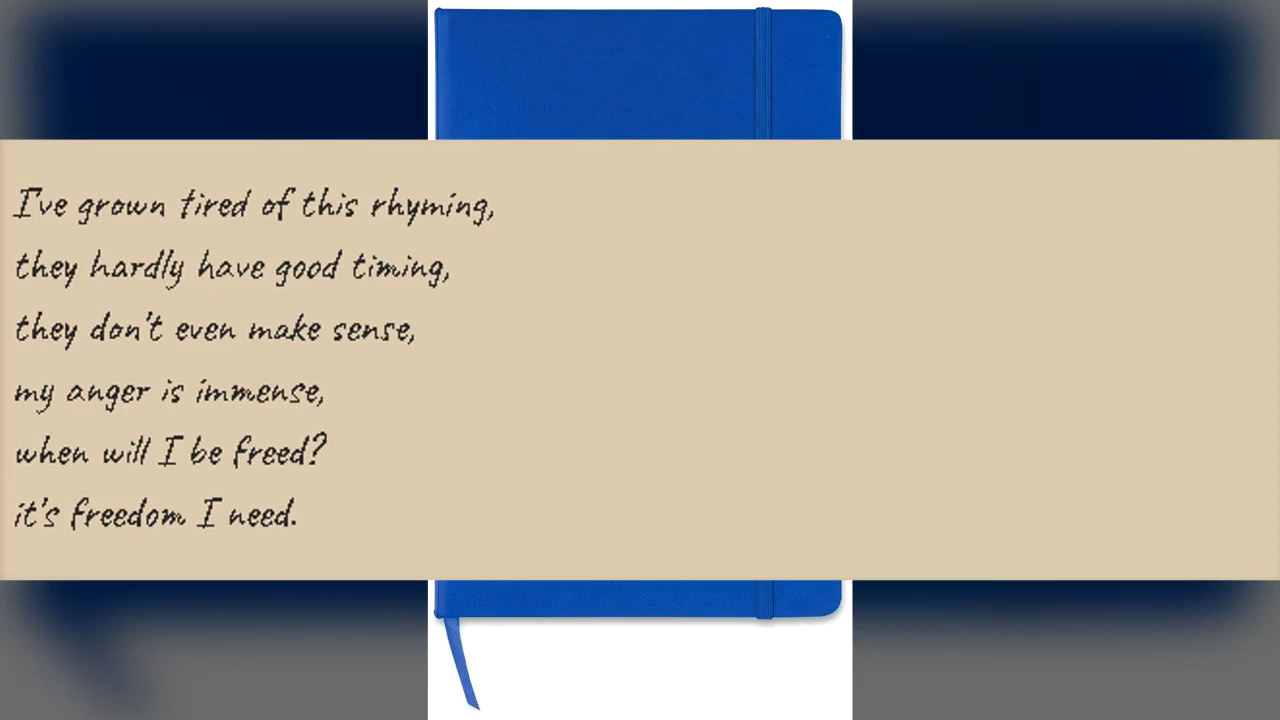 I've grown tired of this rhyming,
they hardly have good timing,
they don't even make sense,
my anger is immense,
when will I be freed?
it's freedom I need.